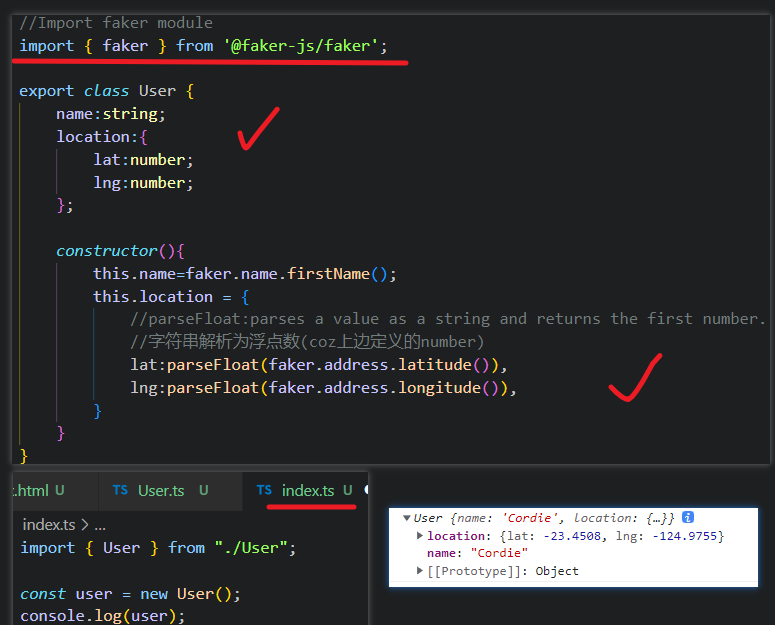 //Import faker module
import { faker } from '@faker-js/faker';
export class User {
name:string;
location:{
lat:number;
lng:number;
};
constructor(){
this.name=faker.name.firstName();
this.location = {
//parseFloat:parses a value as a string and returns the first number.
//字符串解析为浮点数(coz上边定义的number)
lat:parseFloat(faker.address.latitude()),
lng:parseFloat(faker.address.longitude()),
}
}
}
.html U TS User.ts U TS index.ts U
index.ts > ...
import { User } from "./User";
const user = new User();
console.log(user);
User {name: 'Cordie', location: {…}} i
location: {lat: -23.4508, lng: -124.9755}
name: "Cordie"
[[Prototype]]: Object